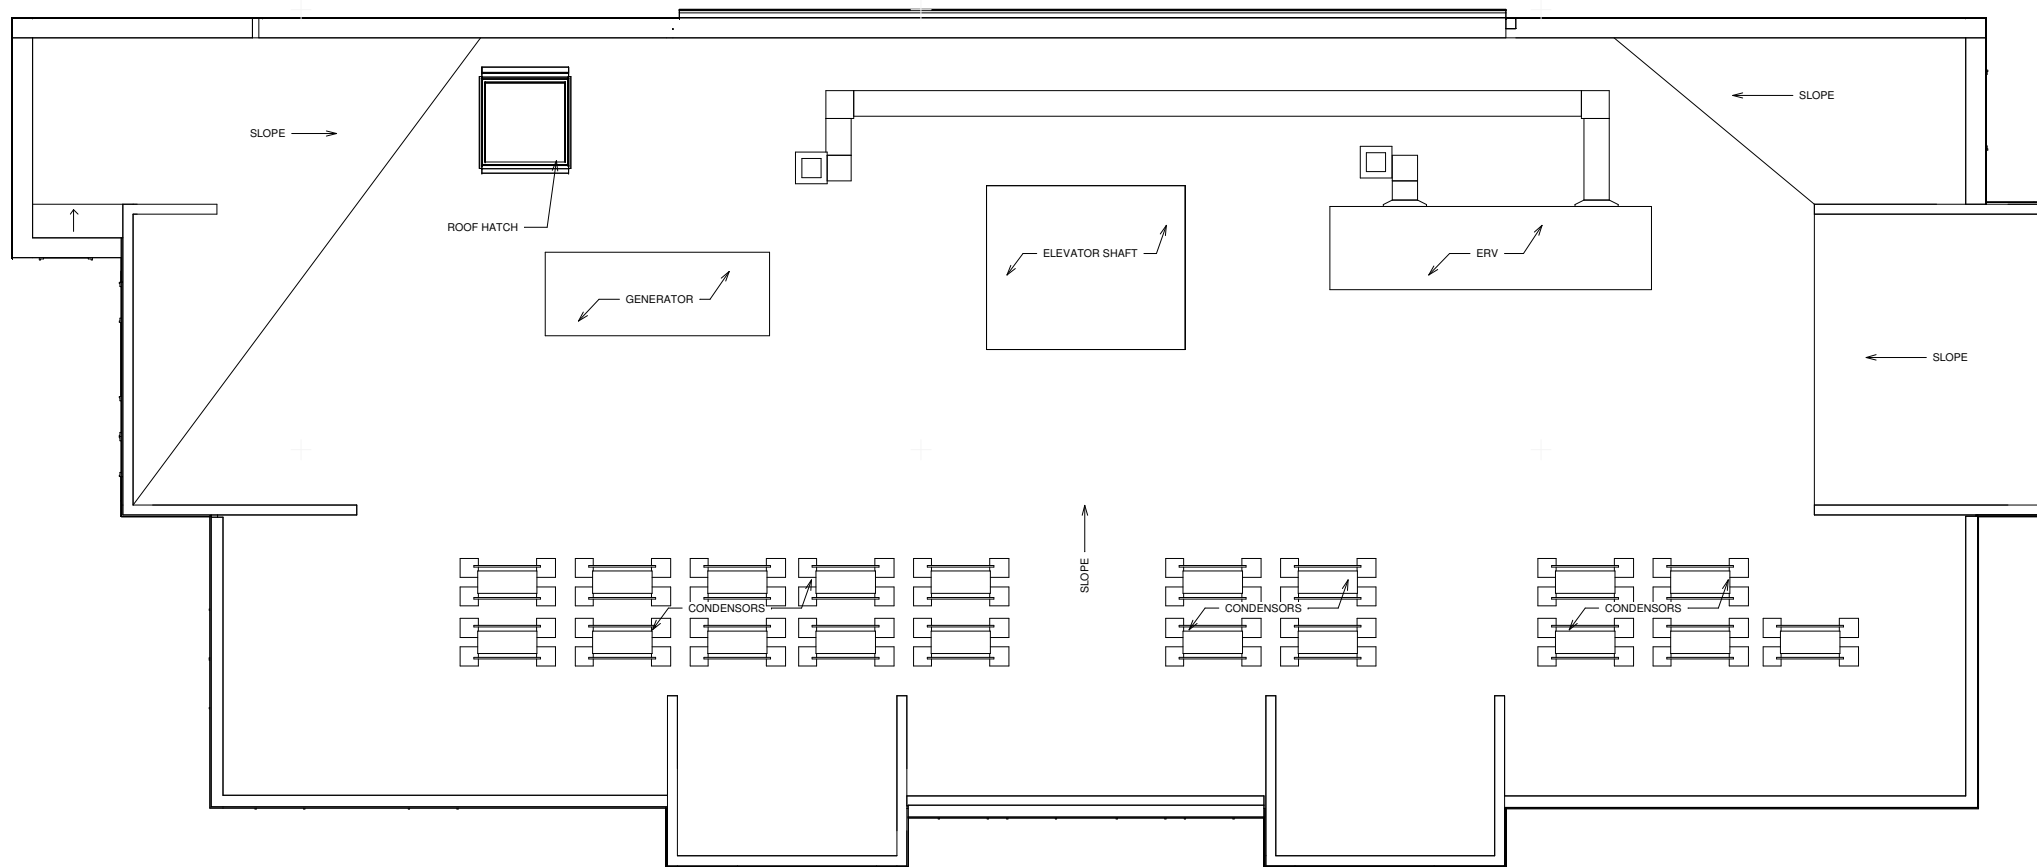 SLOPE
SLOPE
ROOF HATCH
ELEVATOR SHAFT
ERV
GENERATOR
SLOPE
SLOPE
CONDENSORS
CONDENSORS
CONDENSORS